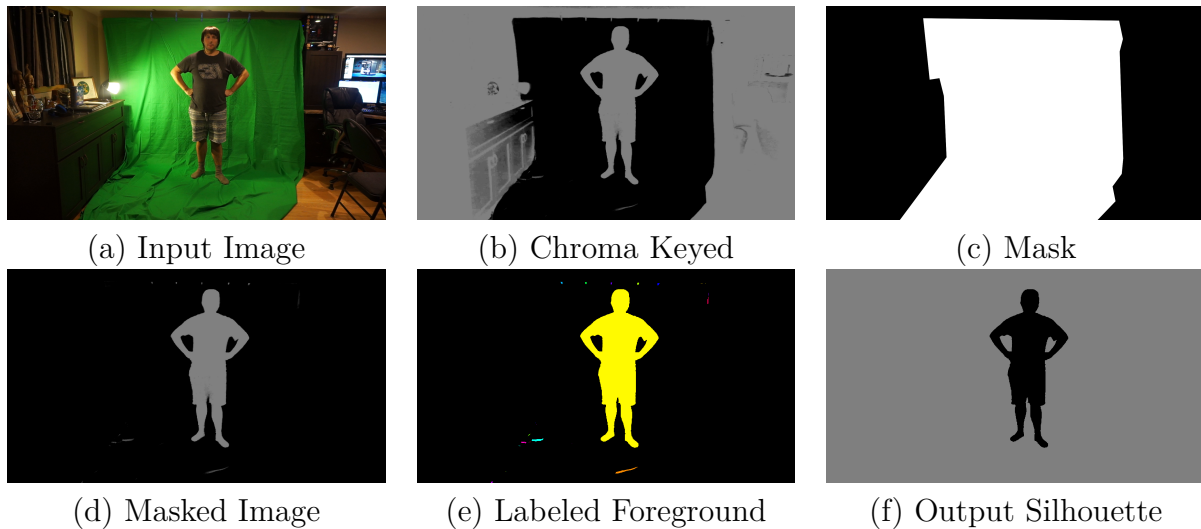 (a) Input Image
(b) Chroma Keyed
(c) Mask
(d) Masked Image
(e) Labeled Foreground
(f) Output Silhouette